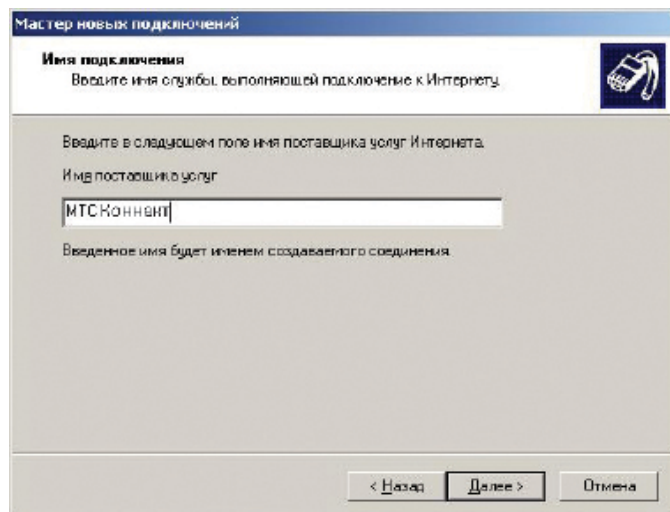 Мастер новых подключений
Имя подключения
Введите имя службы, выполняющей подключение к Интернету.
Введите в следующем поле имя поставщика услуг Интернета.
Имя поставщика услуг
МТС Коннект
Введенное имя будет именем создаваемого соединения.
< Назад
Далее >
Отмена